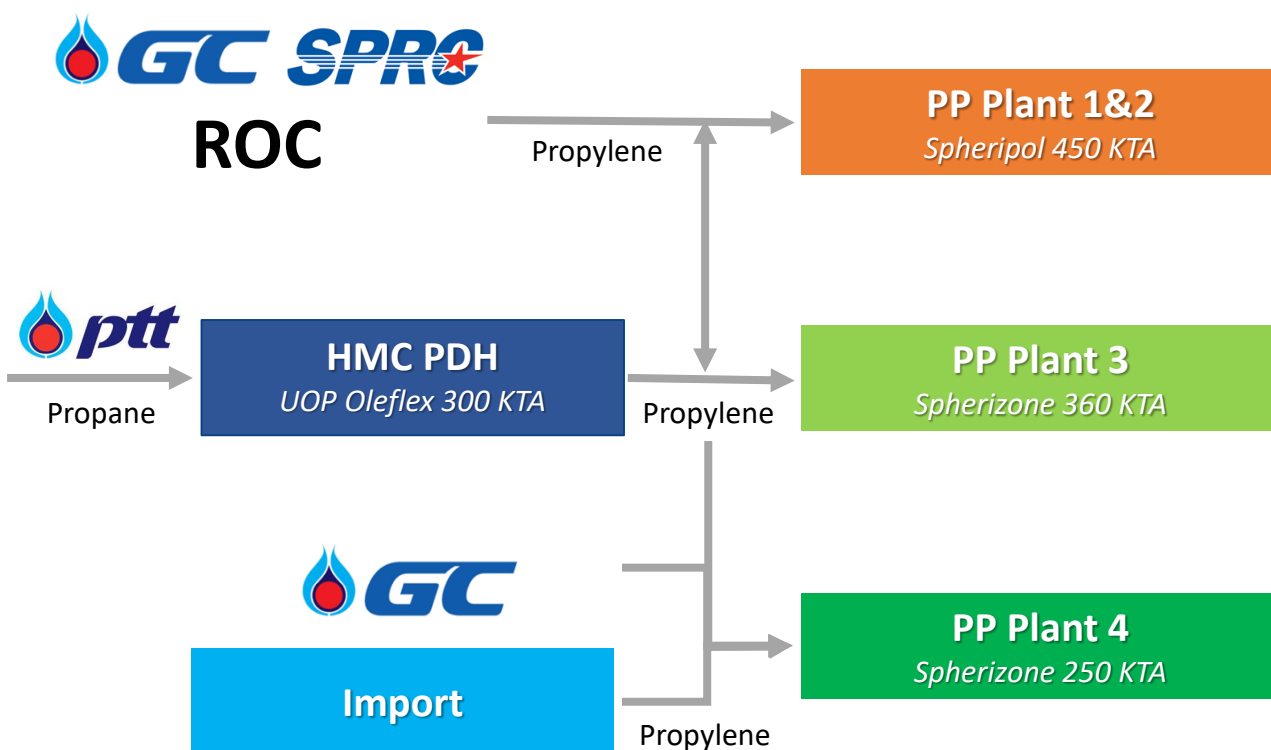 GC SPRC
ROC
Propylene
PP Plant 1&2
Spheripol 450 KTA
ptt
Propane
HMC PDH
UOP Oleflex 300 KTA
Propylene
PP Plant 3
Spherizone 360 KTA
GC
Import
Propylene
PP Plant 4
Spherizone 250 KTA